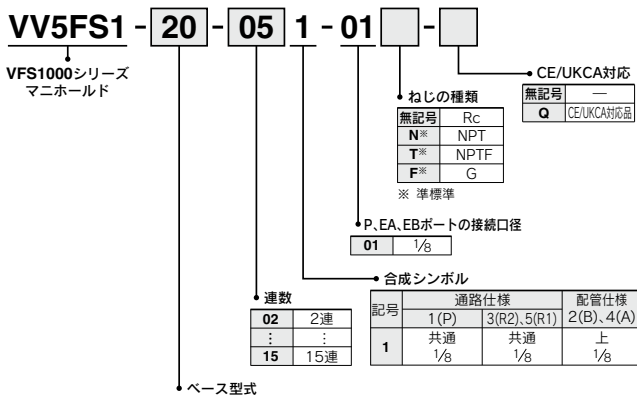 VV5FS1 - 20 - 05 1 - 01 -
VFS1000シリーズ
マニホールド
CE/UKCA対応
無記号 —
Q CE/UKCA対応品
ねじの種類
無記号 Rc
N※ NPT
T※ NPTF
F※ G
※ 準標準
P、EA、EBポートの接続口径
01 1/8
合成シンボル
記号 通路仕様 配管仕様
1(P) 3(R2)、5(R1) 2(B)、4(A)
1 共通 共通 上
1/8 1/8 1/8
連数
02 2連
⋮ ⋮
15 15連
ベース型式